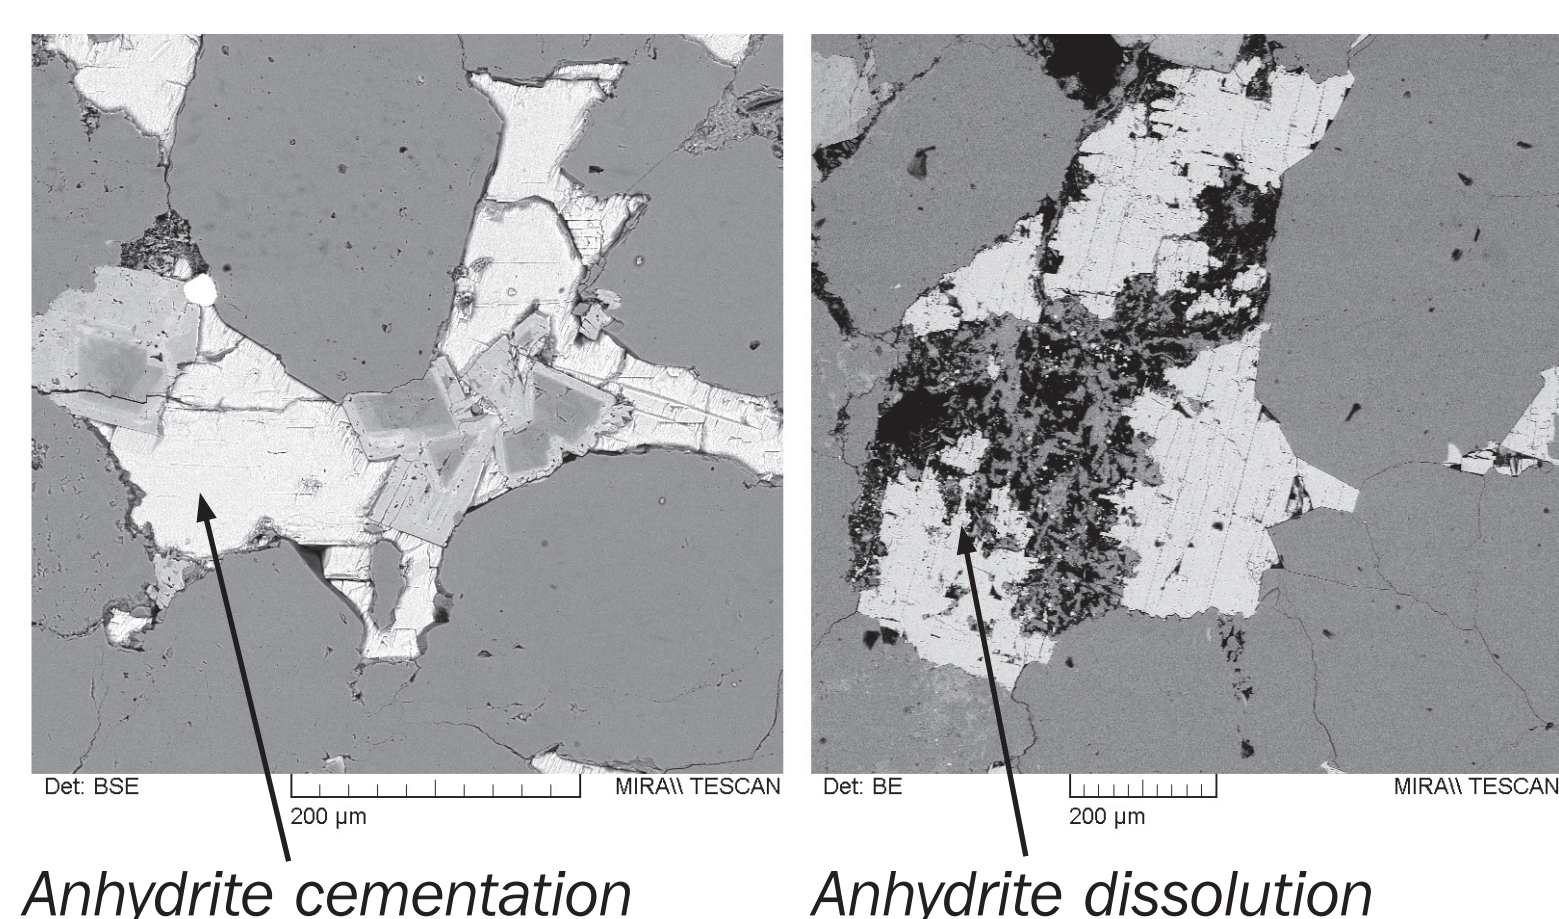 Det: BSE
MIRA\\ TESCAN
200 µm
Det: BE
MIRA\\ TESCAN
200 µm
Anhydrite cementation
Anhydrite dissolution